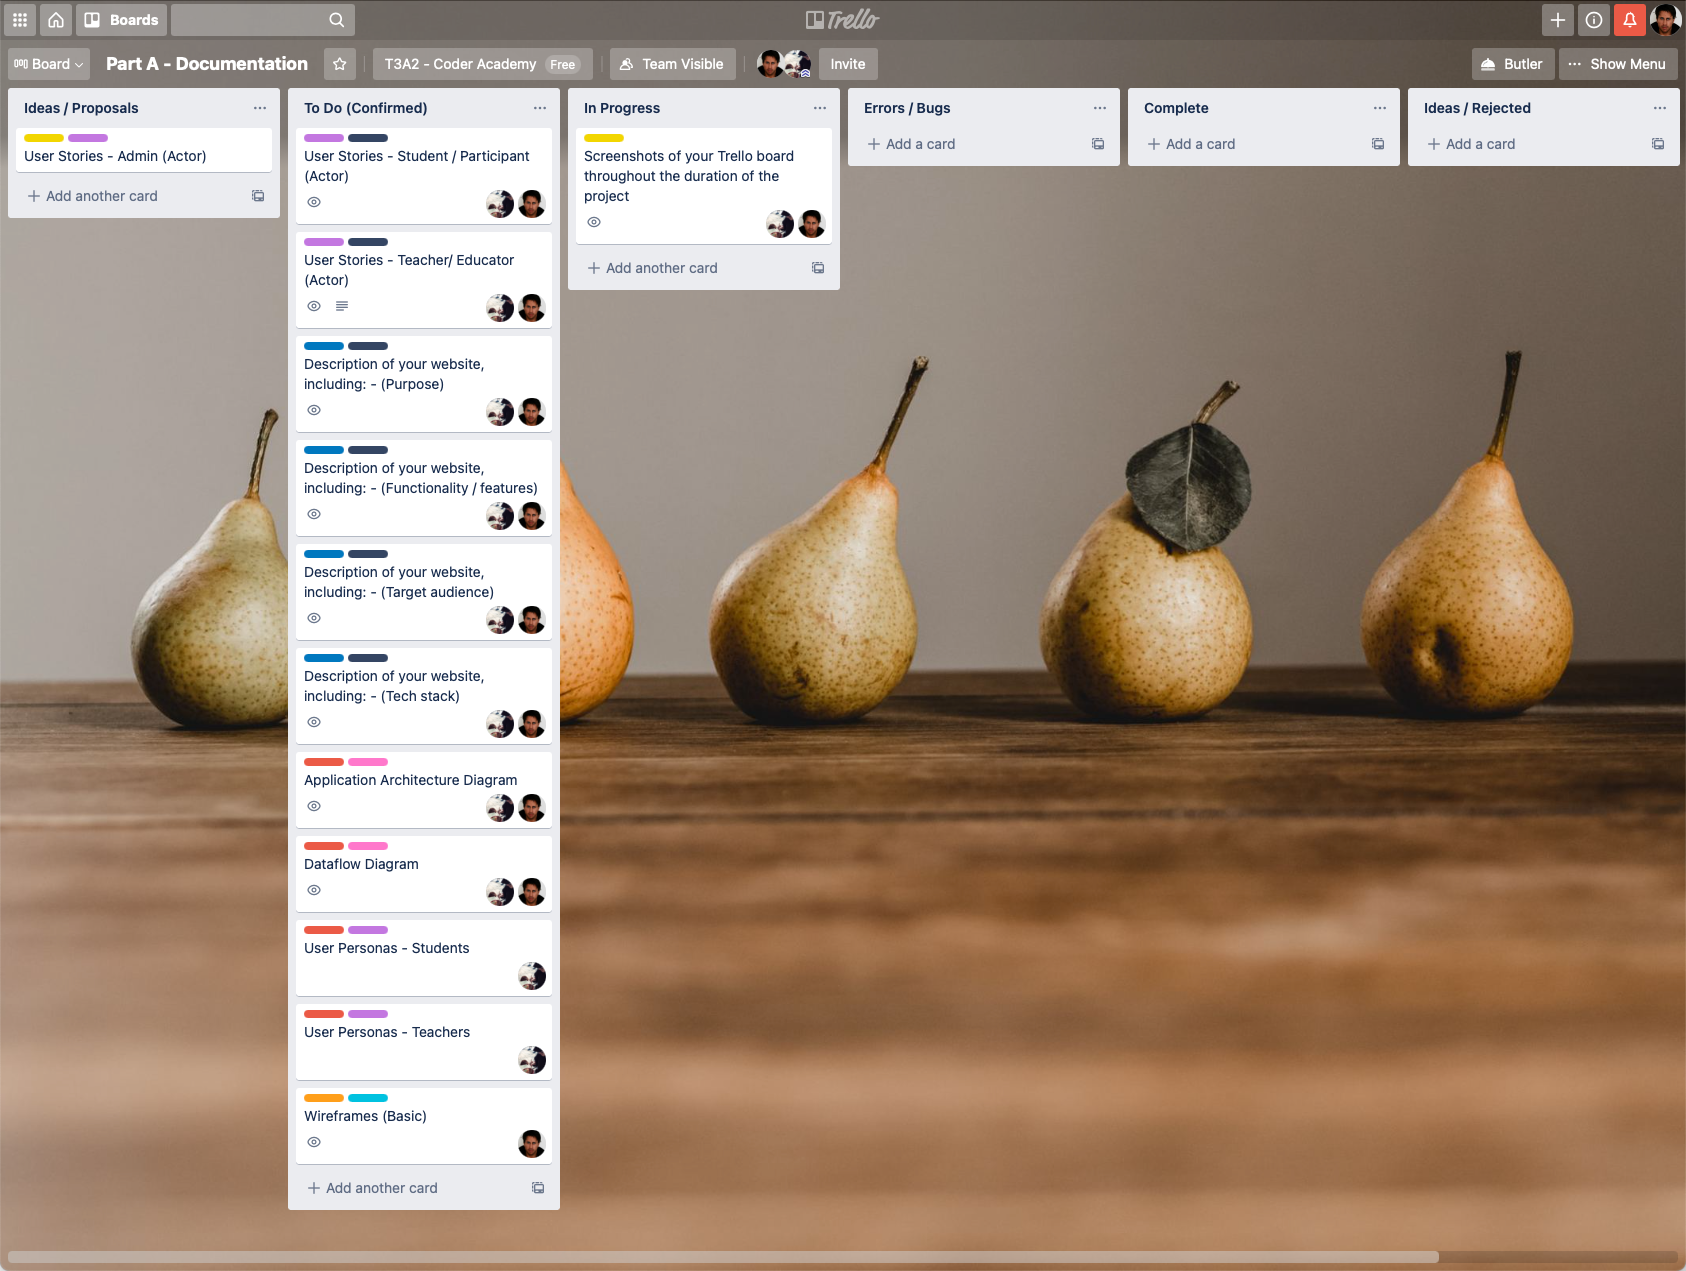 Boards
Trello
Board
Part A - Documentation
T3A2 - Coder Academy Free
Team Visible
Invite
Butler
Show Menu
Ideas / Proposals
User Stories - Admin (Actor)
Add another card
To Do (Confirmed)
User Stories - Student / Participant
(Actor)
User Stories - Teacher/ Educator
(Actor)
Description of your website,
including: - (Purpose)
Description of your website,
including: - (Functionality / features)
Description of your website,
including: - (Target audience)
Description of your website,
including: - (Tech stack)
Application Architecture Diagram
Dataflow Diagram
User Personas - Students
User Personas - Teachers
Wireframes (Basic)
Add another card
In Progress
Screenshots of your Trello board
throughout the duration of the
project
Add another card
Errors / Bugs
Add a card
Complete
Add a card
Ideas / Rejected
Add a card